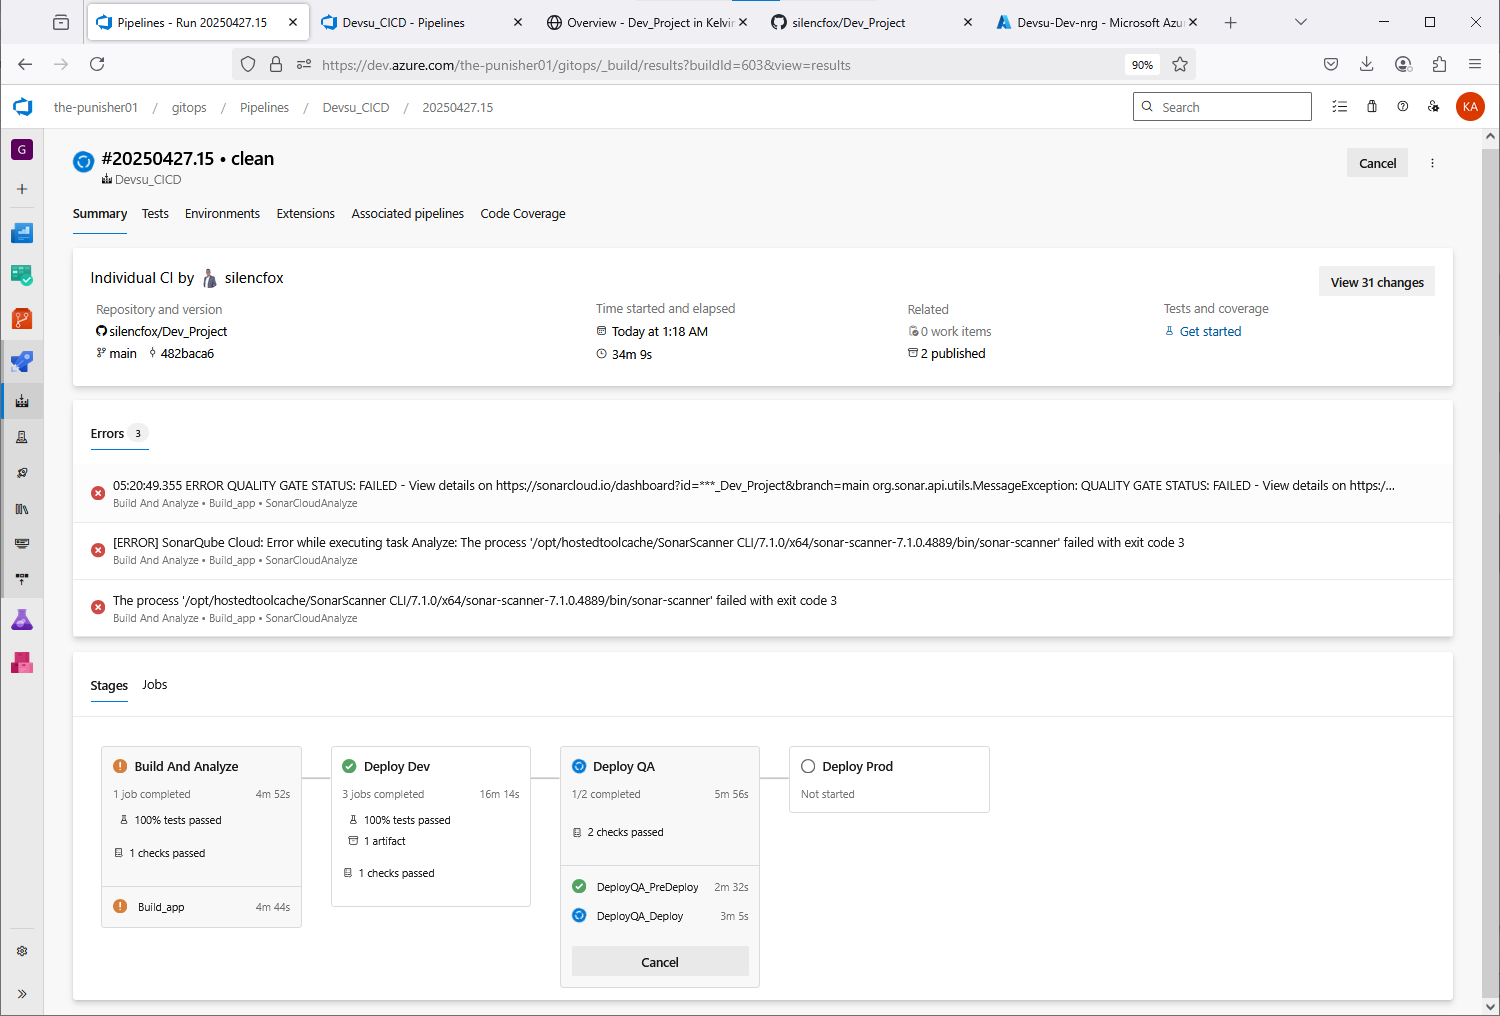 Pipelines - Run 20250427.15
Devsu_CICD - Pipelines
Overview - Dev_Project in Kelvir
silencfox/Dev_Project
Devsu-Dev-nrg - Microsoft Azu
https://dev.azure.com/the-punisher01/gitops/_build/results?buildId=603&view=results
90%
the-punisher01 / gitops / Pipelines / Devsu_CICD / 20250427.15
Search
KA
G
#20250427.15 • clean
Devsu_CICD
Cancel
Summary
Tests
Environments
Extensions
Associated pipelines
Code Coverage
Individual CI by silencfox
View 31 changes
Repository and version
Time started and elapsed
Related
Tests and coverage
silencfox/Dev_Project
Today at 1:18 AM
0 work items
Get started
main 482baca6
34m 9s
2 published
Errors 3
05:20:49.355 ERROR QUALITY GATE STATUS: FAILED - View details on https://sonarcloud.io/dashboard?id=***_Dev_Project&branch=main org.sonar.api.utils.MessageException: QUALITY GATE STATUS: FAILED - View details on https:/...
Build And Analyze • Build_app • SonarCloudAnalyze
[ERROR] SonarQube Cloud: Error while executing task Analyze: The process '/opt/hostedtoolcache/SonarScanner CLI/7.1.0/x64/sonar-scanner-7.1.0.4889/bin/sonar-scanner' failed with exit code 3
Build And Analyze • Build_app • SonarCloudAnalyze
The process '/opt/hostedtoolcache/SonarScanner CLI/7.1.0/x64/sonar-scanner-7.1.0.4889/bin/sonar-scanner' failed with exit code 3
Build And Analyze • Build_app • SonarCloudAnalyze
Stages
Jobs
Build And Analyze
1 job completed 4m 52s
100% tests passed
1 checks passed
Build_app 4m 44s
Deploy Dev
3 jobs completed 16m 14s
100% tests passed
1 artifact
1 checks passed
Deploy QA
1/2 completed 5m 56s
2 checks passed
DeployQA_PreDeploy 2m 32s
DeployQA_Deploy 3m 5s
Cancel
Deploy Prod
Not started